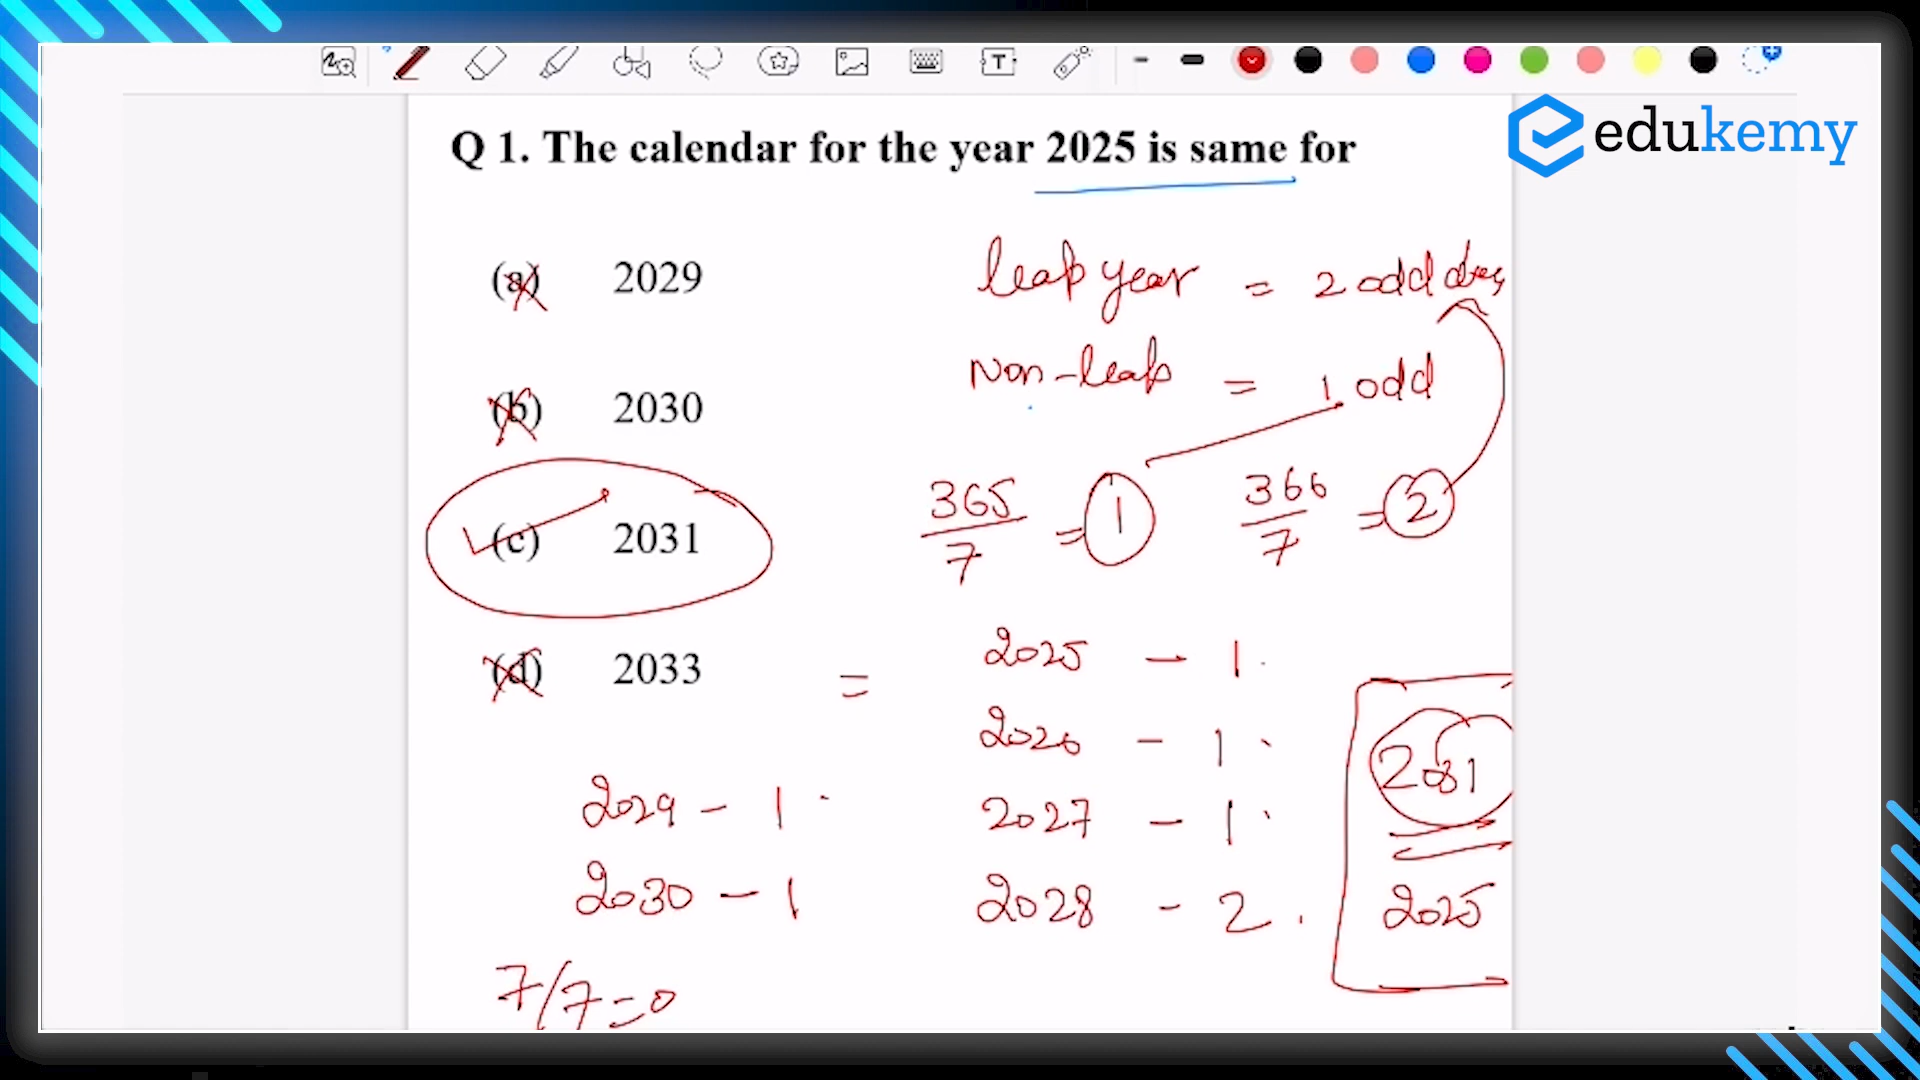 edukemy
Q 1. The calendar for the year 2025 is same for
(a) 2029
leap year = 2 odd days
(b) 2030
Non-leap = 1 odd
(c) 2031
365/7 = 1
366/7 = 2
(d) 2033 =
2025 - 1
2026 - 1
2027 - 1
2028 - 2
2029 - 1
2030 - 1
7/7 = 0
2031
2025